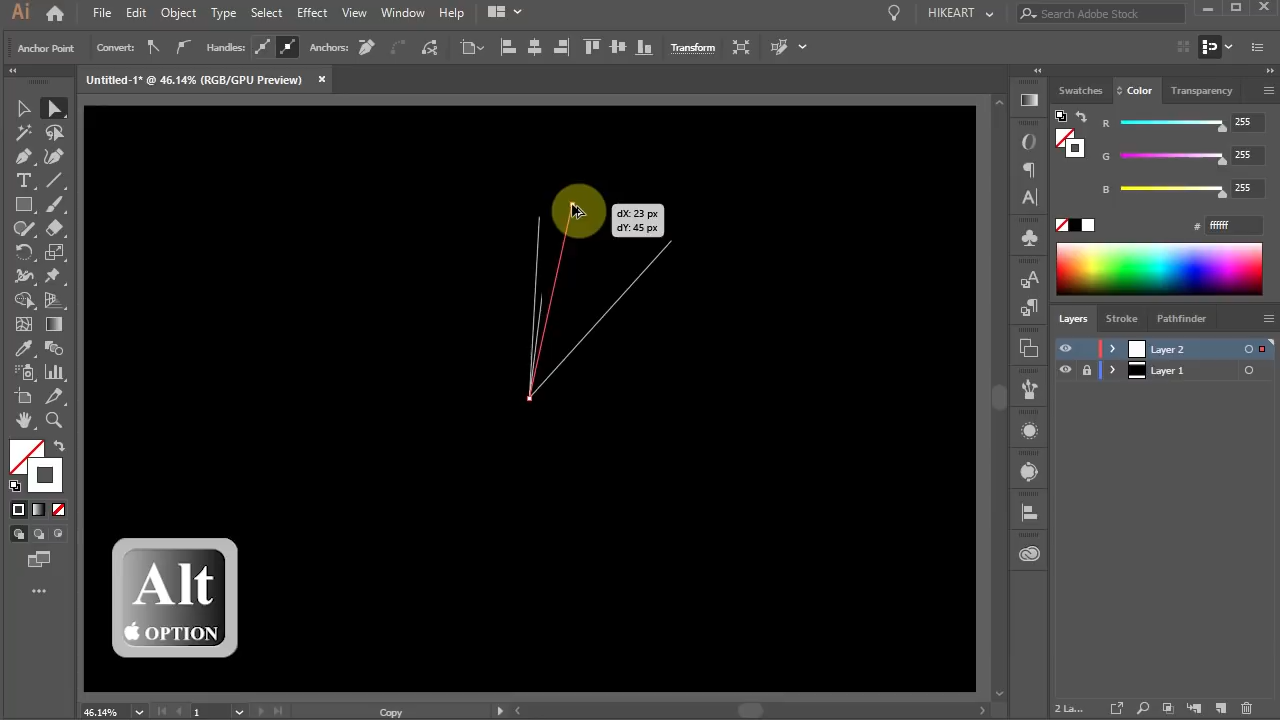 Ai File Edit Object Type Select Effect View Window Help HIKEART Search Adobe Stock
Anchor Point Convert: Handles: Anchors: Transform
Untitled-1* @ 46.14% (RGB/GPU Preview) ×
Swatches Color Transparency
R 255
G 255
B 255
# ffffff
dX: 23 px
dY: 45 px
Layers Stroke Pathfinder
Layer 2
Layer 1
Alt
OPTION
46.14% 1 Copy
2 La...